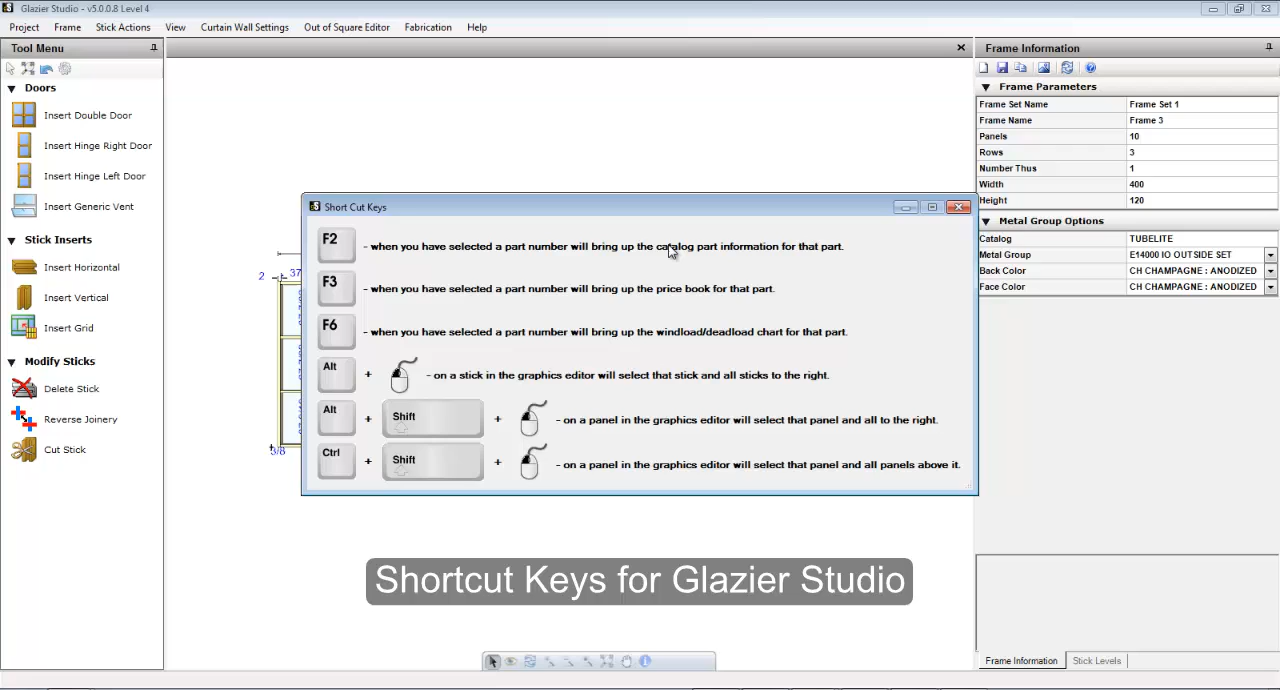 Glazier Studio - v5.0.0.8 Level 4
Project Frame Stick Actions View Curtain Wall Settings Out of Square Editor Fabrication Help
Tool Menu
Doors
Insert Double Door
Insert Hinge Right Door
Insert Hinge Left Door
Insert Generic Vent
Stick Inserts
Insert Horizontal
Insert Vertical
Insert Grid
Modify Sticks
Delete Stick
Reverse Joinery
Cut Stick
2 37
3/8
Short Cut Keys
F2 - when you have selected a part number will bring up the catalog part information for that part.
F3 - when you have selected a part number will bring up the price book for that part.
F6 - when you have selected a part number will bring up the windload/deadload chart for that part.
Alt + - on a stick in the graphics editor will select that stick and all sticks to the right.
Alt + Shift + - on a panel in the graphics editor will select that panel and all to the right.
Ctrl + Shift + - on a panel in the graphics editor will select that panel and all panels above it.
Shortcut Keys for Glazier Studio
Frame Information
Frame Parameters
Frame Set Name Frame Set 1
Frame Name Frame 3
Panels 10
Rows 3
Number Thus 1
Width 400
Height 120
Metal Group Options
Catalog TUBELITE
Metal Group E14000 IO OUTSIDE SET
Back Color CH CHAMPAGNE : ANODIZED
Face Color CH CHAMPAGNE : ANODIZED
Frame Information Stick Levels